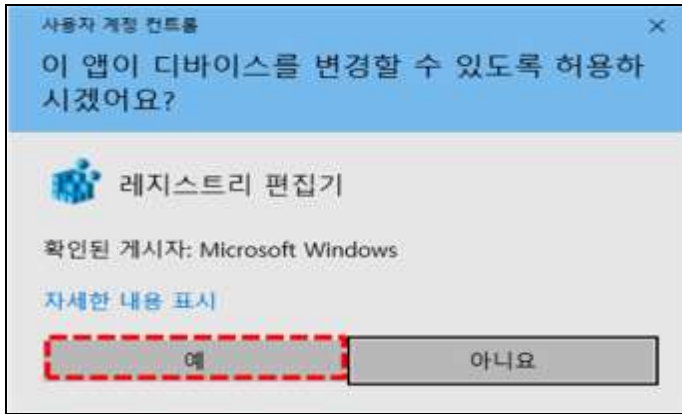 사용자 계정 컨트롤
이 앱이 디바이스를 변경할 수 있도록 허용하
시겠어요?
레지스트리 편집기
확인된 게시자: Microsoft Windows
자세한 내용 표시
예
아니요